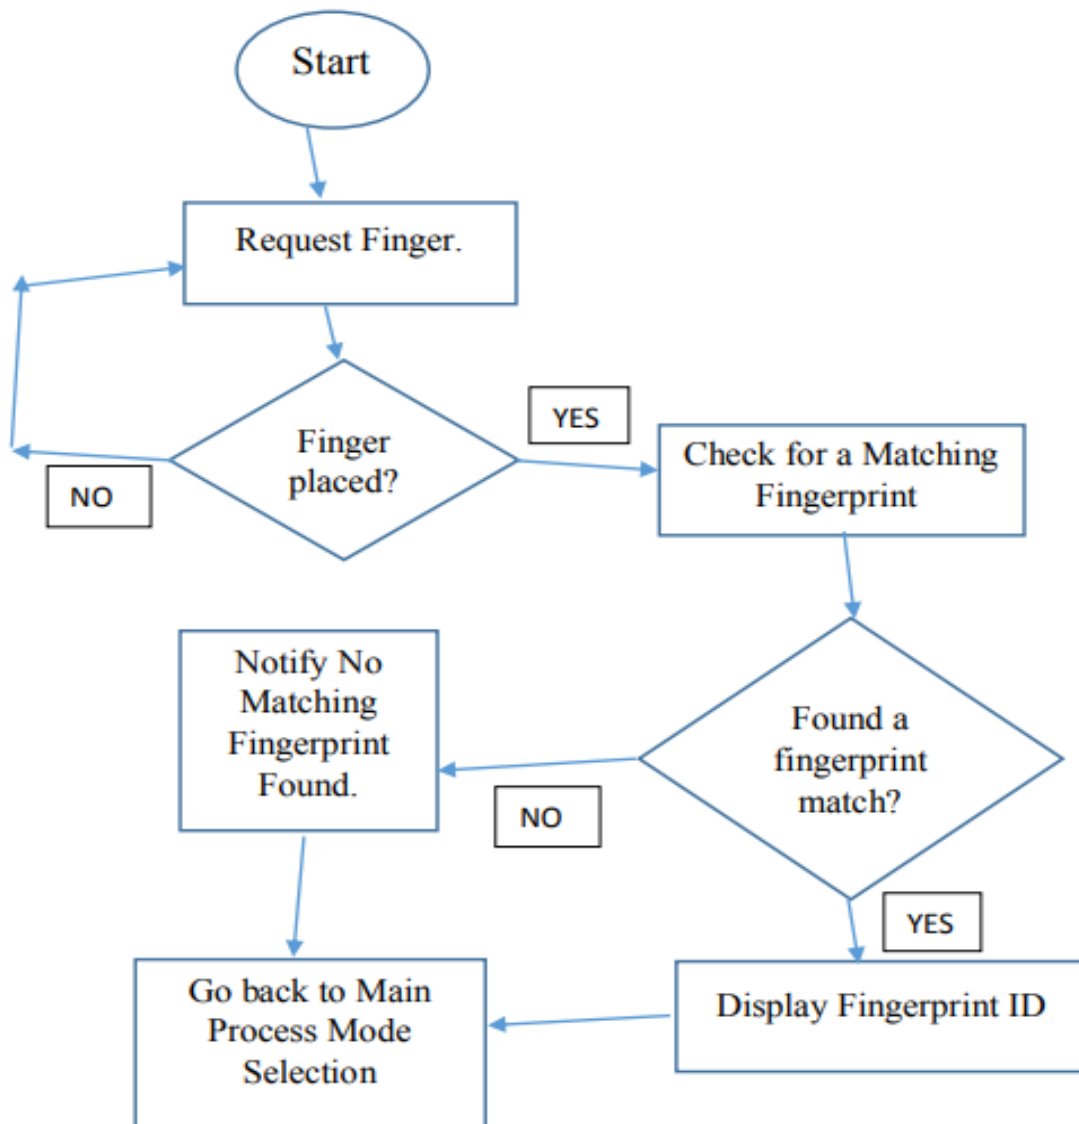 Start
Request Finger.
Finger
placed?
YES
NO
Check for a Matching
Fingerprint
Found a
fingerprint
match?
NO
Notify No
Matching
Fingerprint
Found.
YES
Display Fingerprint ID
Go back to Main
Process Mode
Selection